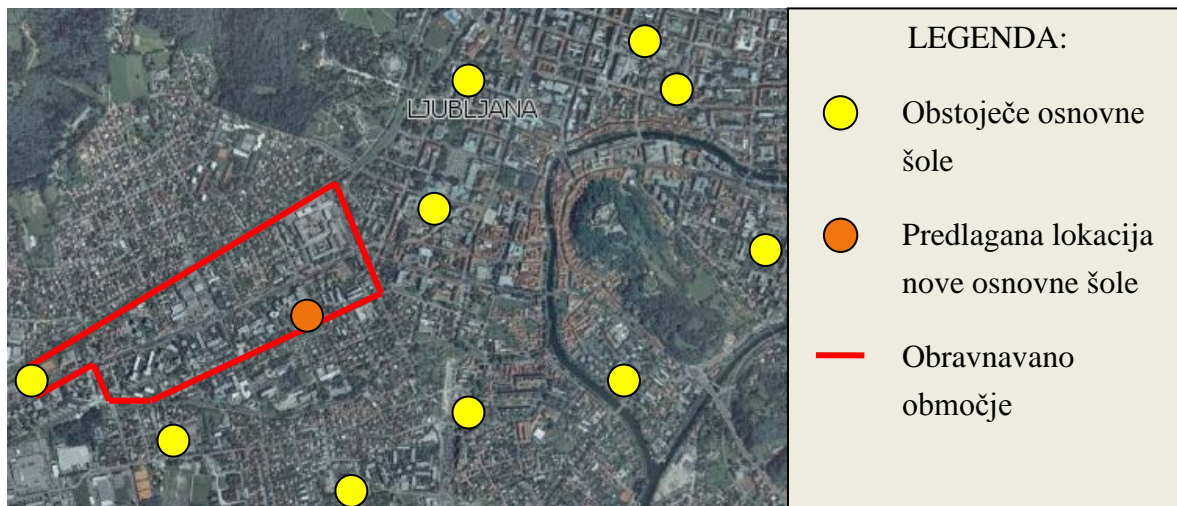 LJUBLJANA
LEGENDA:
Obstoječe osnovne
šole
Predlagana lokacija
nove osnovne šole
Obravnavano
območje